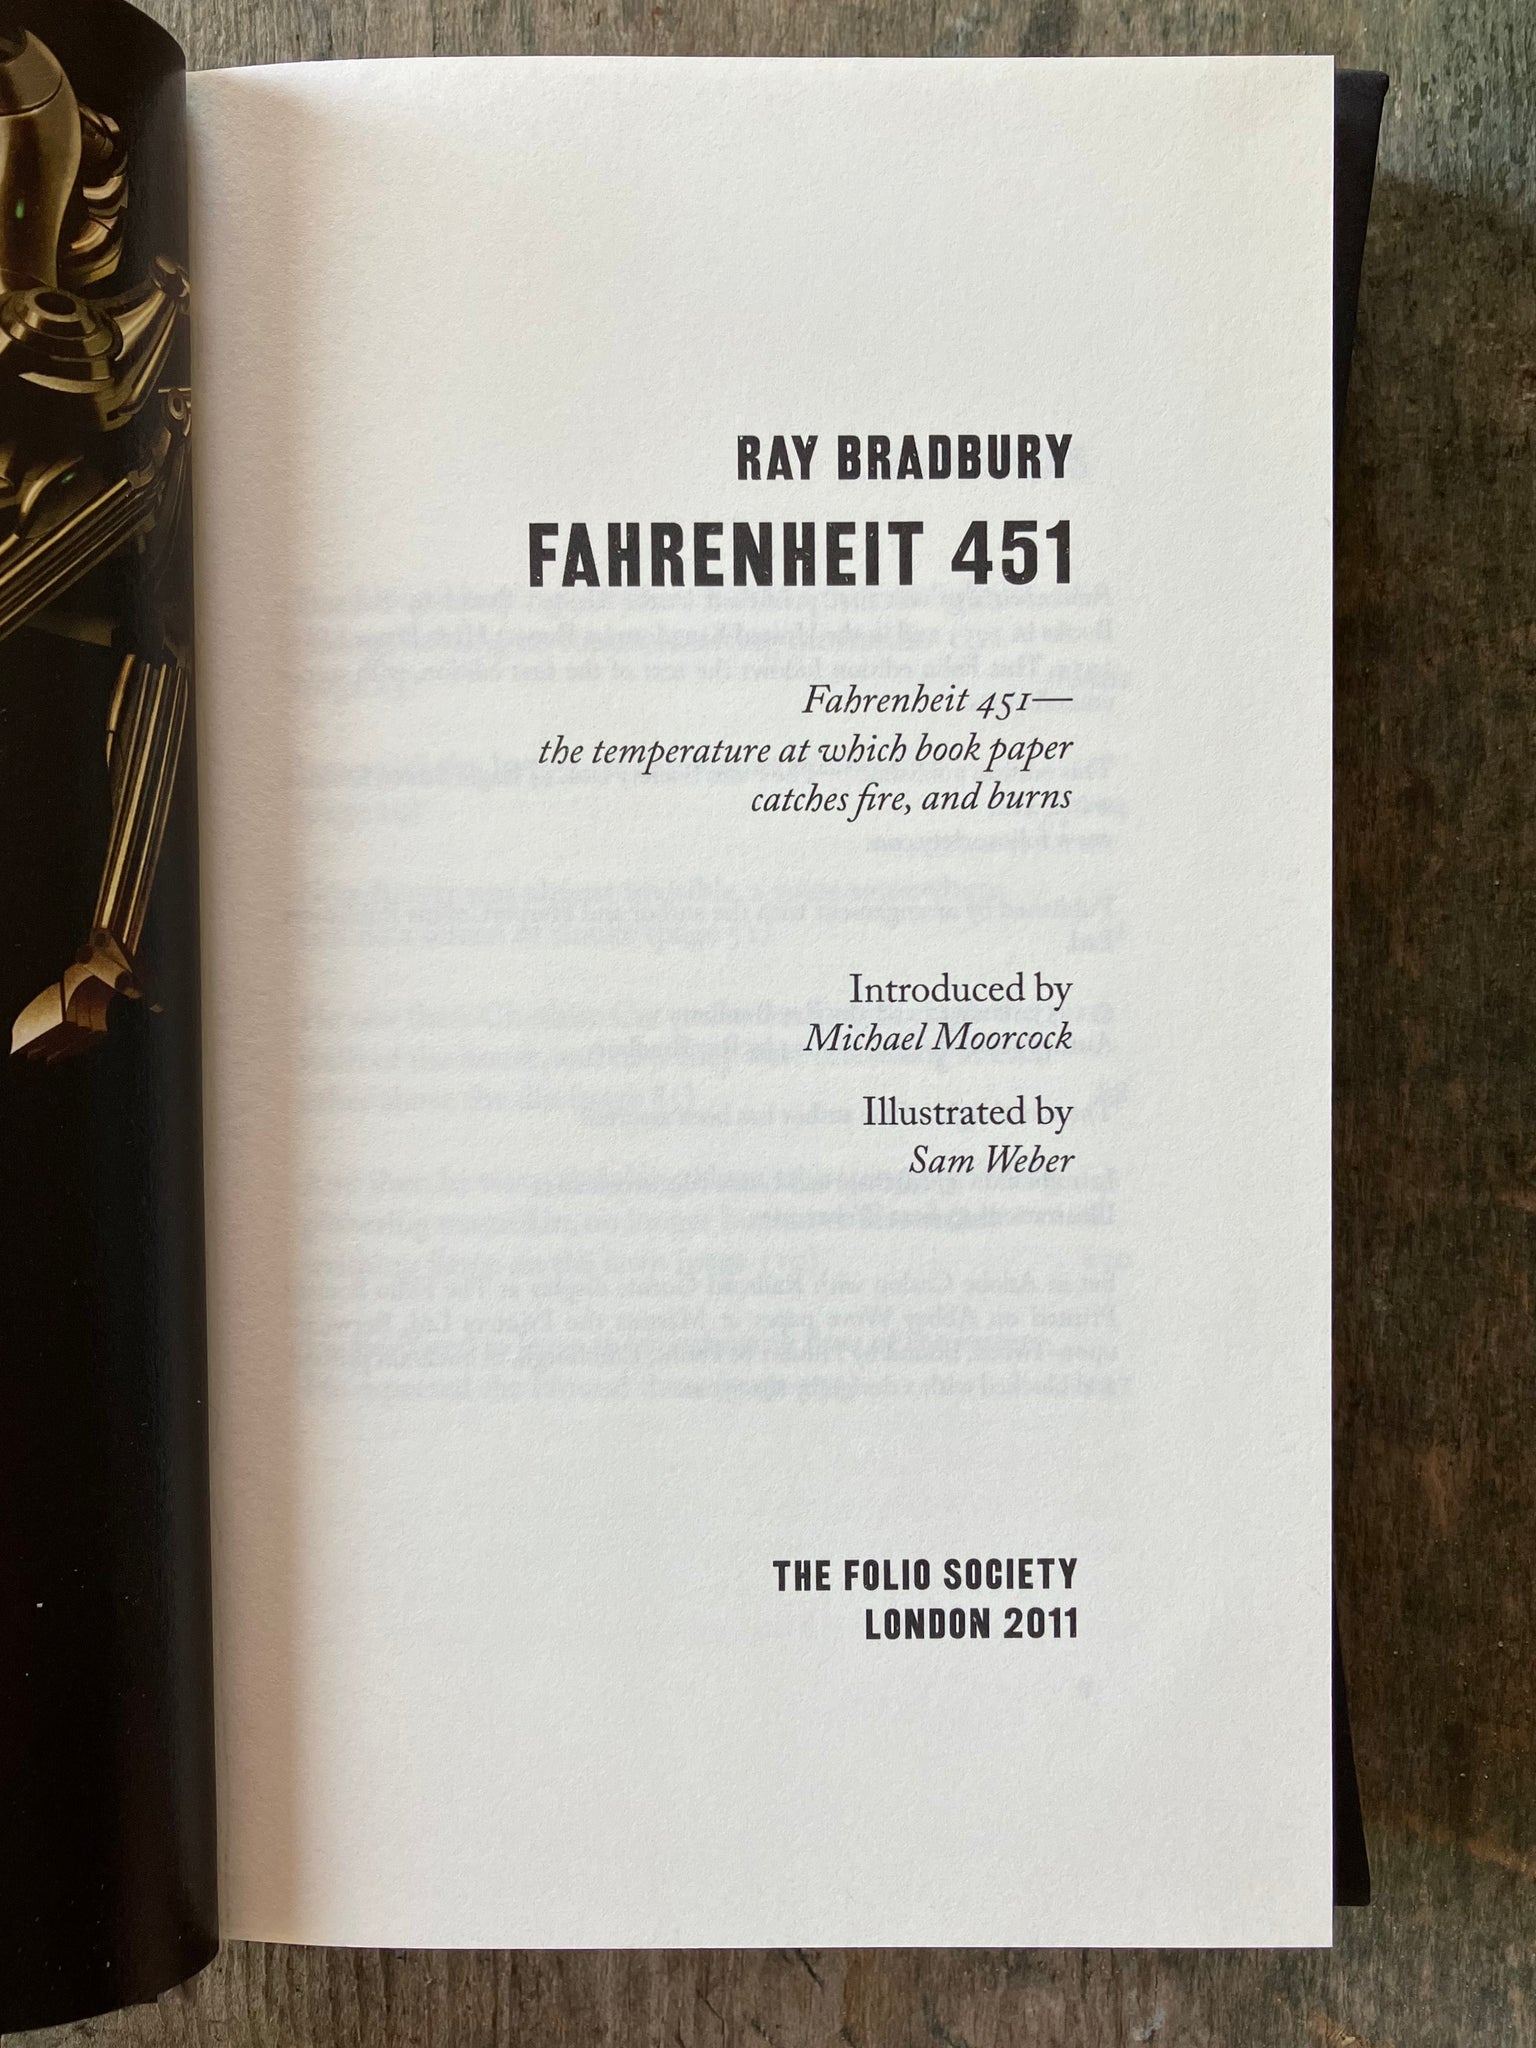 RAY BRADBURY
FAHRENHEIT 451
Fahrenheit 451—
the temperature at which book paper
catches fire, and burns
Introduced by
Michael Moorcock
Illustrated by
Sam Weber
THE FOLIO SOCIETY
LONDON 2011